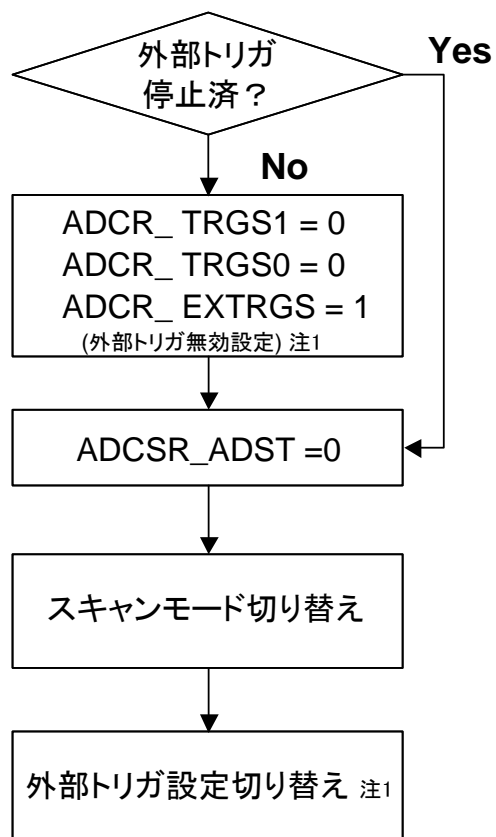 外部トリガ
停止済？
Yes
No
ADCR_ TRGS1 = 0
ADCR_ TRGS0 = 0
ADCR_ EXTRGS = 1
(外部トリガ無効設定) 注1
ADCSR_ADST =0
スキャンモード切り替え
外部トリガ設定切り替え 注1